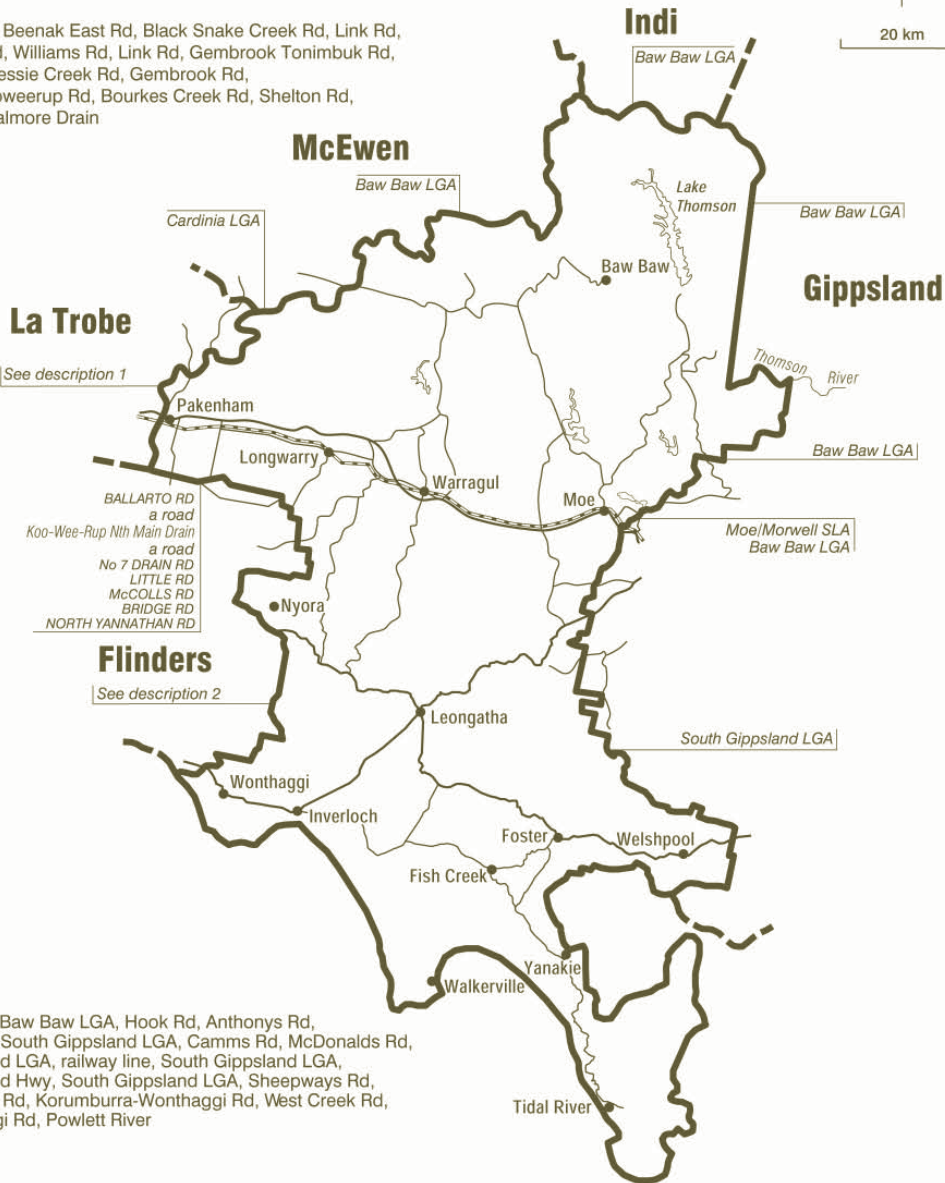 Beenak East Rd, Black Snake Creek Rd, Link Rd,
Williams Rd, Link Rd, Gembrook Tonimbuk Rd,
essie Creek Rd, Gembrook Rd,
oweerup Rd, Bourkes Creek Rd, Shelton Rd,
almore Drain
Indi
20 km
Baw Baw LGA
McEwen
Baw Baw LGA
Cardinia LGA
Lake
Thomson
Baw Baw LGA
Baw Baw
Gippsland
La Trobe
See description 1
Thomson
River
Pakenham
Longwarry
Baw Baw LGA
Warragul
Moe
Moe/Morwell SLA
Baw Baw LGA
BALLARTO RD
a road
Koo-Wee-Rup Nth Main Drain
a road
No 7 DRAIN RD
LITTLE RD
McCOLLS RD
BRIDGE RD
NORTH YANNATHAN RD
Nyora
Flinders
See description 2
Leongatha
South Gippsland LGA
Wonthaggi
Inverloch
Foster
Welshpool
Fish Creek
Yanakie
Walkerville
Baw Baw LGA, Hook Rd, Anthonys Rd,
South Gippsland LGA, Camms Rd, McDonalds Rd,
d LGA, railway line, South Gippsland LGA,
d Hwy, South Gippsland LGA, Sheepways Rd,
Rd, Korumburra-Wonthaggi Rd, West Creek Rd,
gi Rd, Powlett River
Tidal River